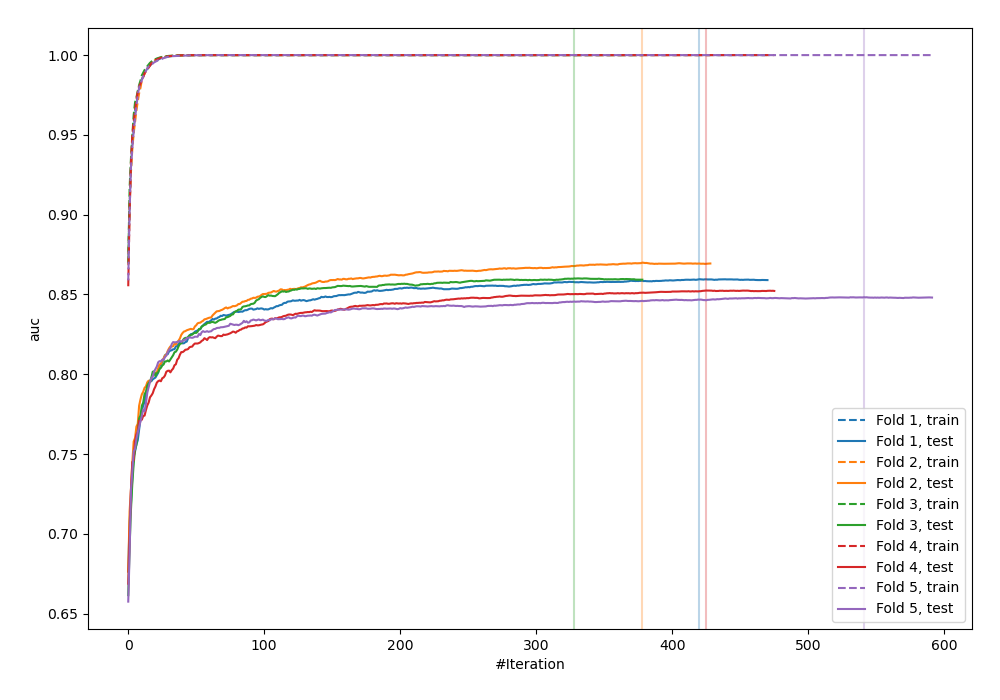 1.00
0.95
0.90
0.85
0.80
0.75
0.70
0.65
auc
0
100
200
300
400
500
600
#Iteration
Fold 1, train
Fold 1, test
Fold 2, train
Fold 2, test
Fold 3, train
Fold 3, test
Fold 4, train
Fold 4, test
Fold 5, train
Fold 5, test